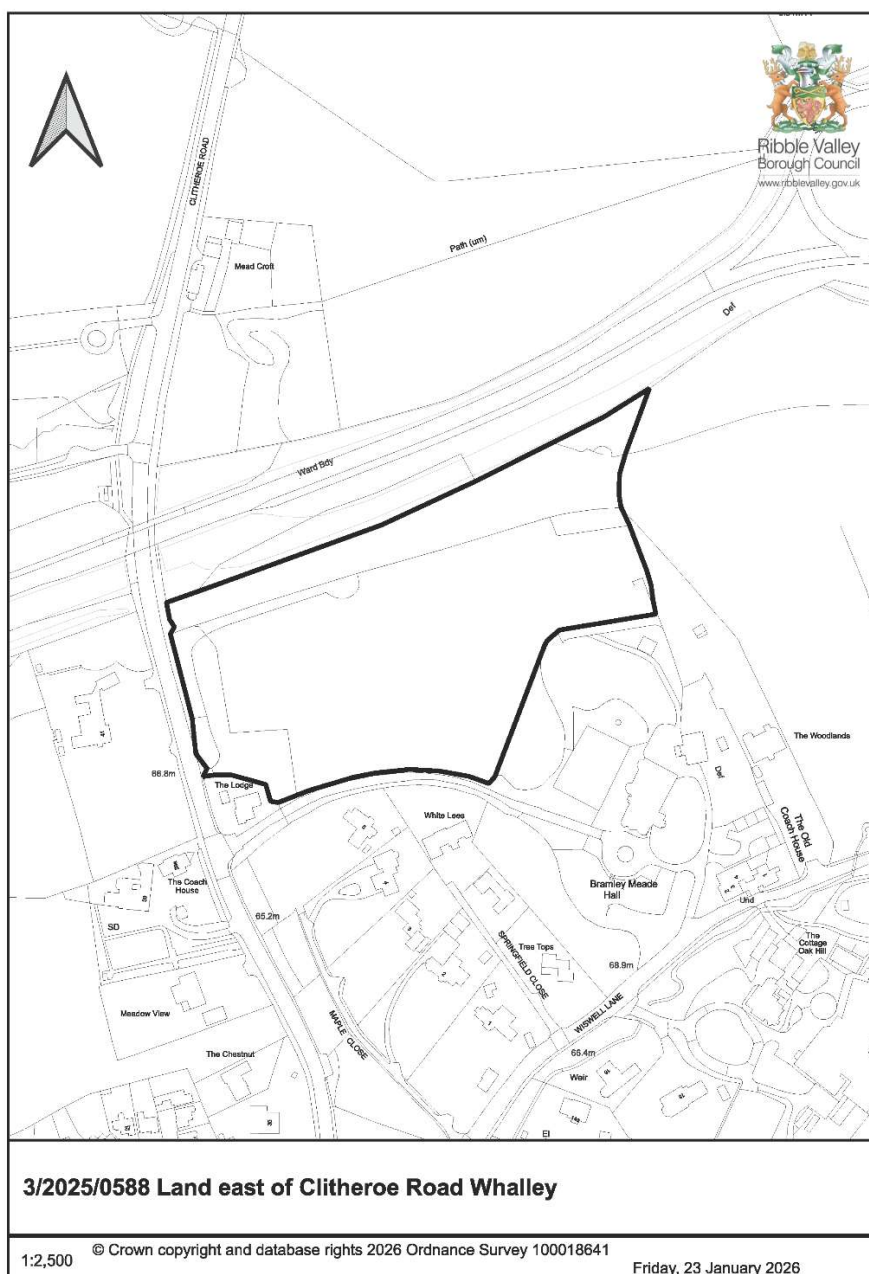 Ribble Valley
Borough Council
www.ribblevalley.gov.uk
CLITHEROE ROAD
Mead Croft
Path (um)
Def
Ward Bdy
66.8m
The Lodge
White Lees
The Woodlands
Def
The Old
Coach House
The Coach
House
Bramley Meade
Hall
Und
65.2m
SD
Tree Tops
The
Cottage
Oak Hill
SPRINGFIELD CLOSE
68.9m
Meadow View
WISWELL LANE
MAPLE CLOSE
The Chestnut
66.4m
Weir
El
3/2025/0588 Land east of Clitheroe Road Whalley
1:2,500
© Crown copyright and database rights 2026 Ordnance Survey 100018641
Friday, 23 January 2026